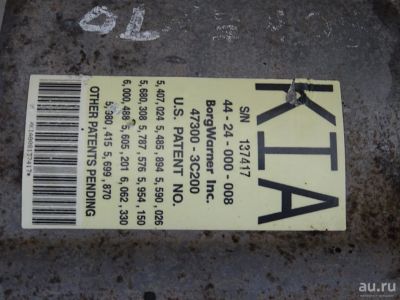 KIA
S/N 137417
44-24-000-008
BorgWarner Inc.
47300-3C200
U.S. PATENT NO.
5,407,024 5,485,894 5,590,026
5,680,308 5,787,576 5,954,150
6,000,488 5,605,201 6,062,330
5,980,415 5,699,870
OTHER PATENTS PENDING
au.ru